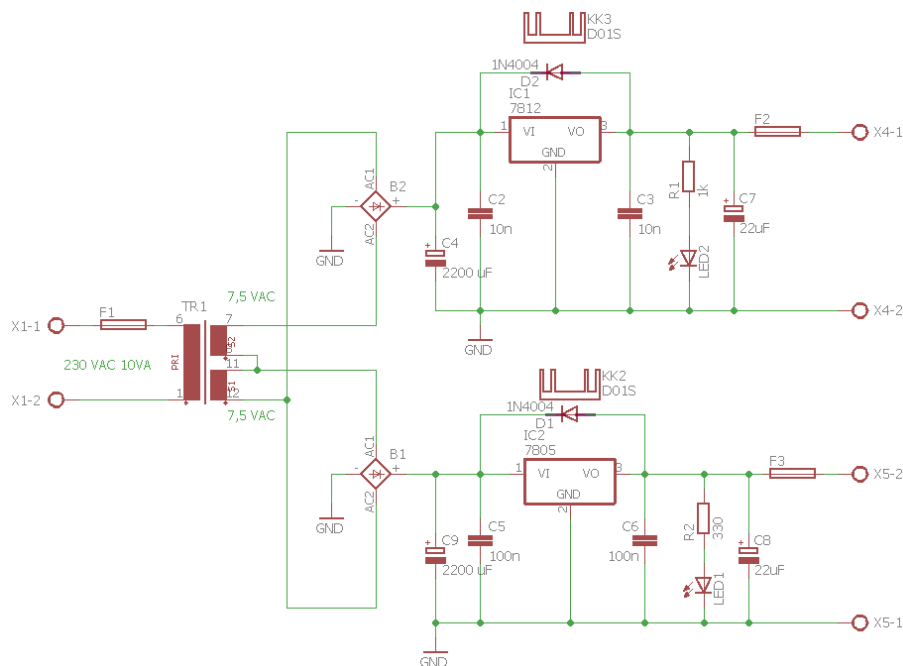 KK3
D01S
1N4004
D2
IC1
7812
1
VI
VO
3
GND
2
F2
X4-1
AC1
B2
-
+
AC2
GND
C2
10n
C3
10n
R1
1k
C7
22uF
+
C4
2200 uF
+
LED2
X4-2
GND
7,5 VAC
TR1
F1
X1-1
6
7
S2
PRI
11
230 VAC 10VA
S1
X1-2
1
12
7,5 VAC
KK2
D01S
1N4004
D1
IC2
7805
1
VI
VO
3
GND
2
F3
X5-2
AC1
B1
-
+
AC2
GND
C5
100n
C6
100n
R2
330
C8
22uF
+
C9
2200 uF
+
LED1
X5-1
GND